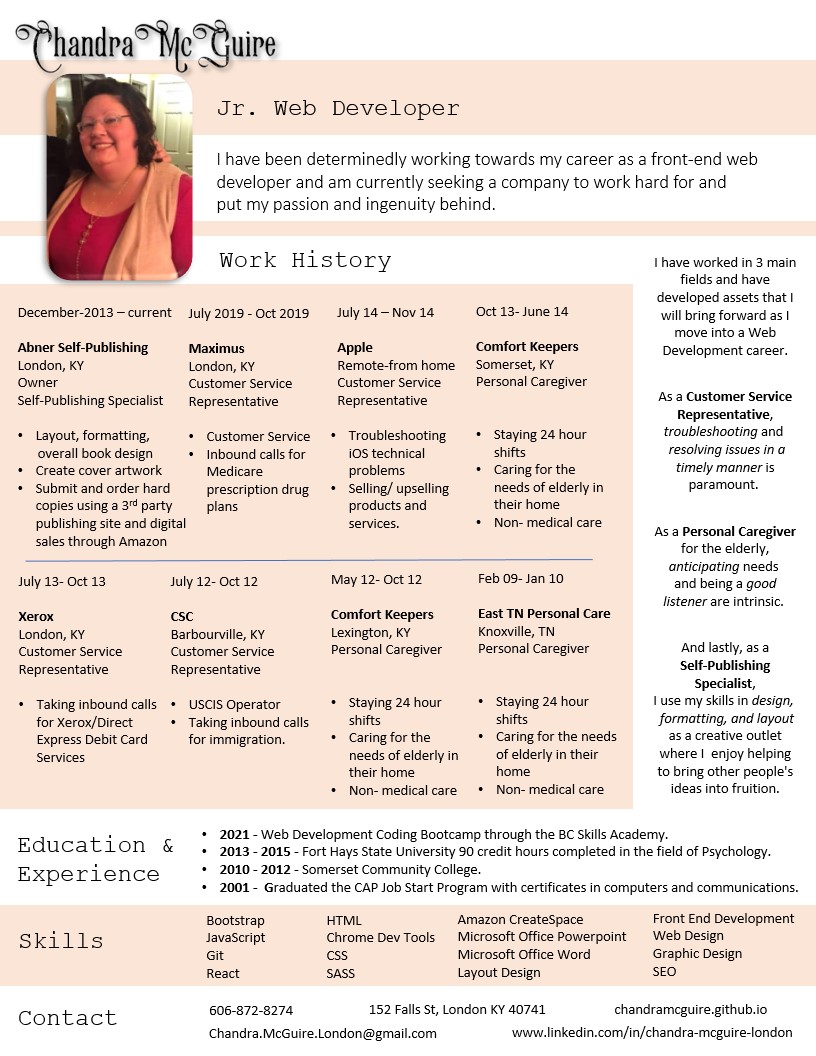 Chandra McGuire
Jr. Web Developer
I have been determinedly working towards my career as a front-end web
developer and am currently seeking a company to work hard for and
put my passion and ingenuity behind.
Work History
December-2013 – current
Abner Self-Publishing
London, KY
Owner
Self-Publishing Specialist
• Layout, formatting,
overall book design
• Create cover artwork
• Submit and order hard
copies using a 3rd party
publishing site and digital
sales through Amazon
July 2019 - Oct 2019
Maximus
London, KY
Customer Service
Representative
• Customer Service
• Inbound calls for
Medicare
prescription drug
plans
July 14 – Nov 14
Apple
Remote-from home
Customer Service
Representative
• Troubleshooting
iOS technical
problems
• Selling/ upselling
products and
services.
Oct 13- June 14
Comfort Keepers
Somerset, KY
Personal Caregiver
• Staying 24 hour
shifts
• Caring for the
needs of elderly in
their home
• Non- medical care
July 13- Oct 13
Xerox
London, KY
Customer Service
Representative
• Taking inbound calls
for Xerox/Direct
Express Debit Card
Services
July 12- Oct 12
CSC
Barbourville, KY
Customer Service
Representative
• USCIS Operator
• Taking inbound calls
for immigration.
May 12- Oct 12
Comfort Keepers
Lexington, KY
Personal Caregiver
• Staying 24 hour
shifts
• Caring for the
needs of elderly in
their home
• Non- medical care
Feb 09- Jan 10
East TN Personal Care
Knoxville, TN
Personal Caregiver
• Staying 24 hour
shifts
• Caring for the needs
of elderly in their
home
• Non- medical care
I have worked in 3 main
fields and have
developed assets that I
will bring forward as I
move into a Web
Development career.
As a Customer Service
Representative,
troubleshooting and
resolving issues in a
timely manner is
paramount.
As a Personal Caregiver
for the elderly,
anticipating needs
and being a good
listener are intrinsic.
And lastly, as a
Self-Publishing
Specialist,
I use my skills in design,
formatting, and layout
as a creative outlet
where I enjoy helping
to bring other people's
ideas into fruition.
Education &
Experience
• 2021 - Web Development Coding Bootcamp through the BC Skills Academy.
• 2013 - 2015 - Fort Hays State University 90 credit hours completed in the field of Psychology.
• 2010 - 2012 - Somerset Community College.
• 2001 - Graduated the CAP Job Start Program with certificates in computers and communications.
Skills
Bootstrap
JavaScript
Git
React
HTML
Chrome Dev Tools
CSS
SASS
Amazon CreateSpace
Microsoft Office Powerpoint
Microsoft Office Word
Layout Design
Front End Development
Web Design
Graphic Design
SEO
Contact
606-872-8274
152 Falls St, London KY 40741
chandramcguire.github.io
Chandra.McGuire.London@gmail.com
www.linkedin.com/in/chandra-mcguire-london